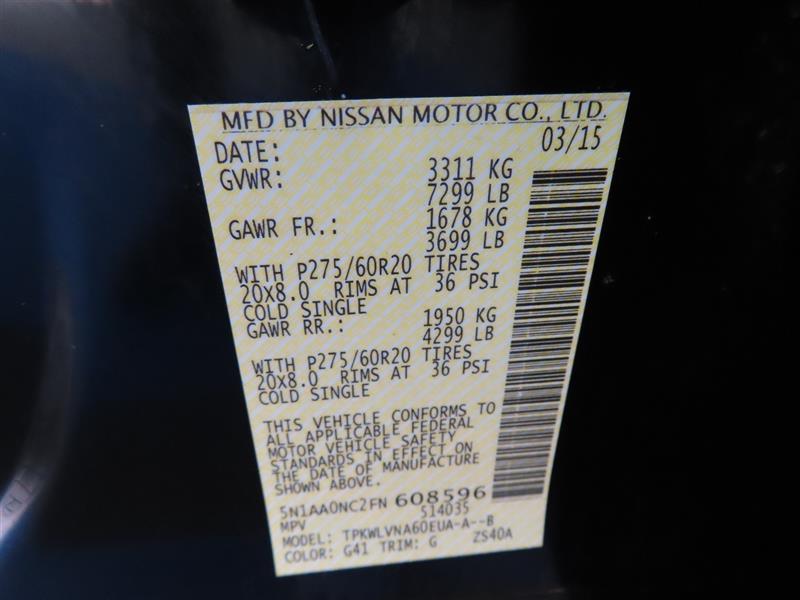 MFD BY NISSAN MOTOR CO., LTD.
DATE: 03/15
GVWR: 3311 KG
7299 LB
GAWR FR.: 1678 KG
3699 LB
WITH P275/60R20 TIRES
20X8.0 RIMS AT 36 PSI
COLD SINGLE
GAWR RR.: 1950 KG
4299 LB
WITH P275/60R20 TIRES
20X8.0 RIMS AT 36 PSI
COLD SINGLE
THIS VEHICLE CONFORMS TO
ALL APPLICABLE FEDERAL
MOTOR VEHICLE SAFETY
STANDARDS IN EFFECT ON
THE DATE OF MANUFACTURE
SHOWN ABOVE.
5N1AA0NC2FN 608596
MPV 514035
MODEL: TPKWLVNA60EUA-A--B
COLOR: G41 TRIM: G ZS40A